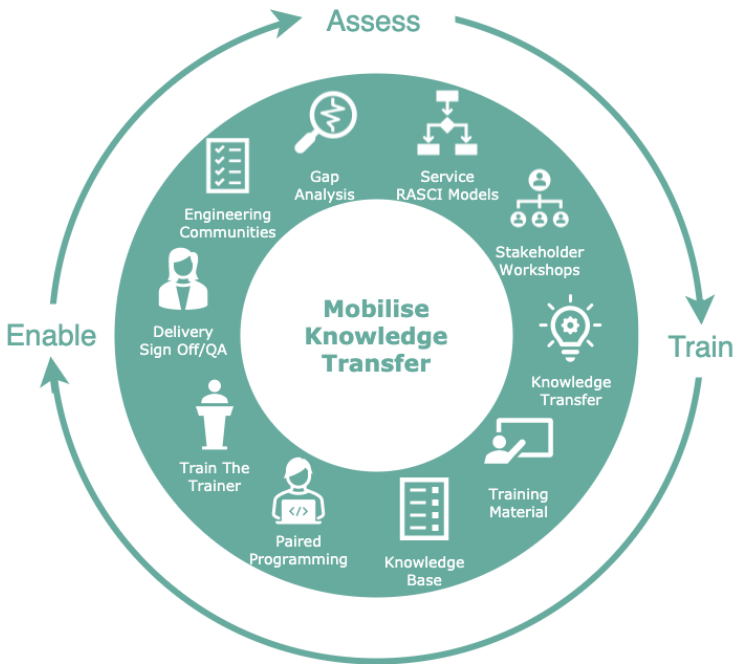 Assess
Gap
Analysis
Service
RASCI Models
Stakeholder
Workshops
Knowledge
Transfer
Train
Training
Material
Knowledge
Base
Paired
Programming
</>
Train The
Trainer
Delivery
Sign Off/QA
Enable
Engineering
Communities
Mobilise
Knowledge
Transfer